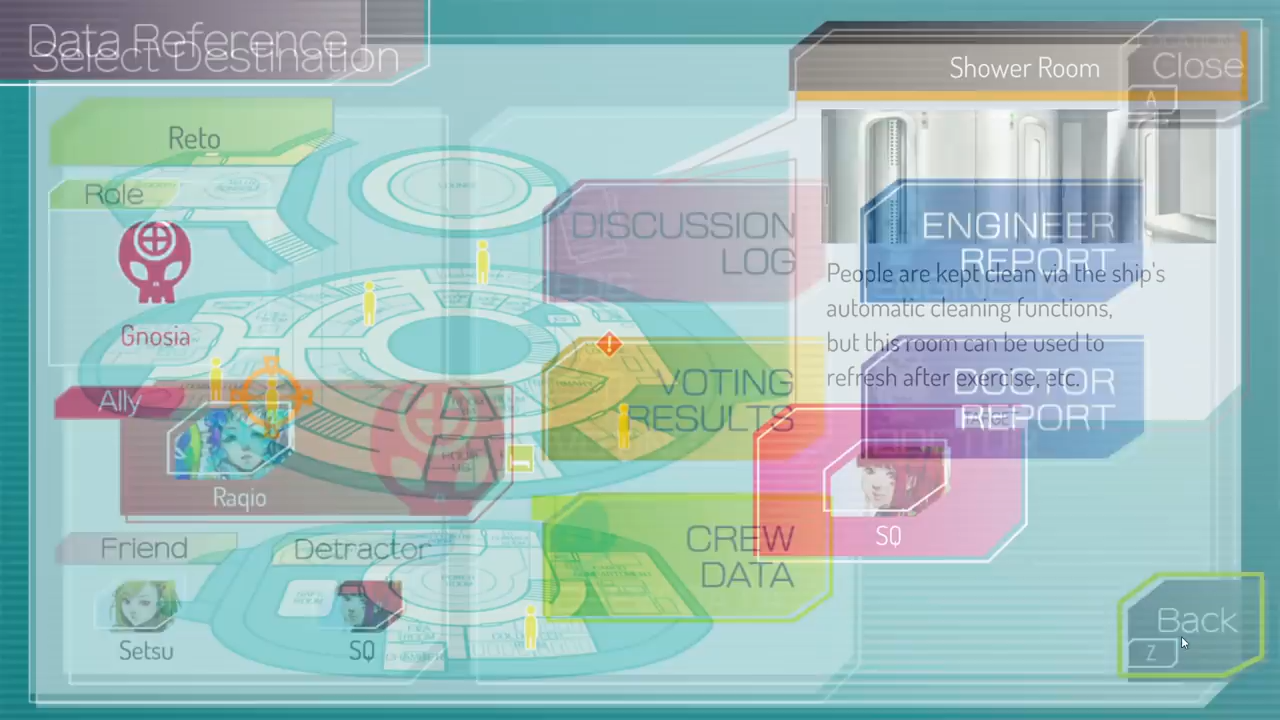 Data Reference
Select Destination
Shower Room
Close
A
Reto
Role
Gnosia
Ally
Raqio
Friend
Detractor
Setsu
SQ
DISCUSSION
LOG
ENGINEER
REPORT
VOTING
RESULTS
DOCTOR
REPORT
CREW
DATA
People are kept clean via the ship's
automatic cleaning functions,
but this room can be used to
refresh after exercise, etc.
TARGET
SQ
Back
Z
LOUNGE